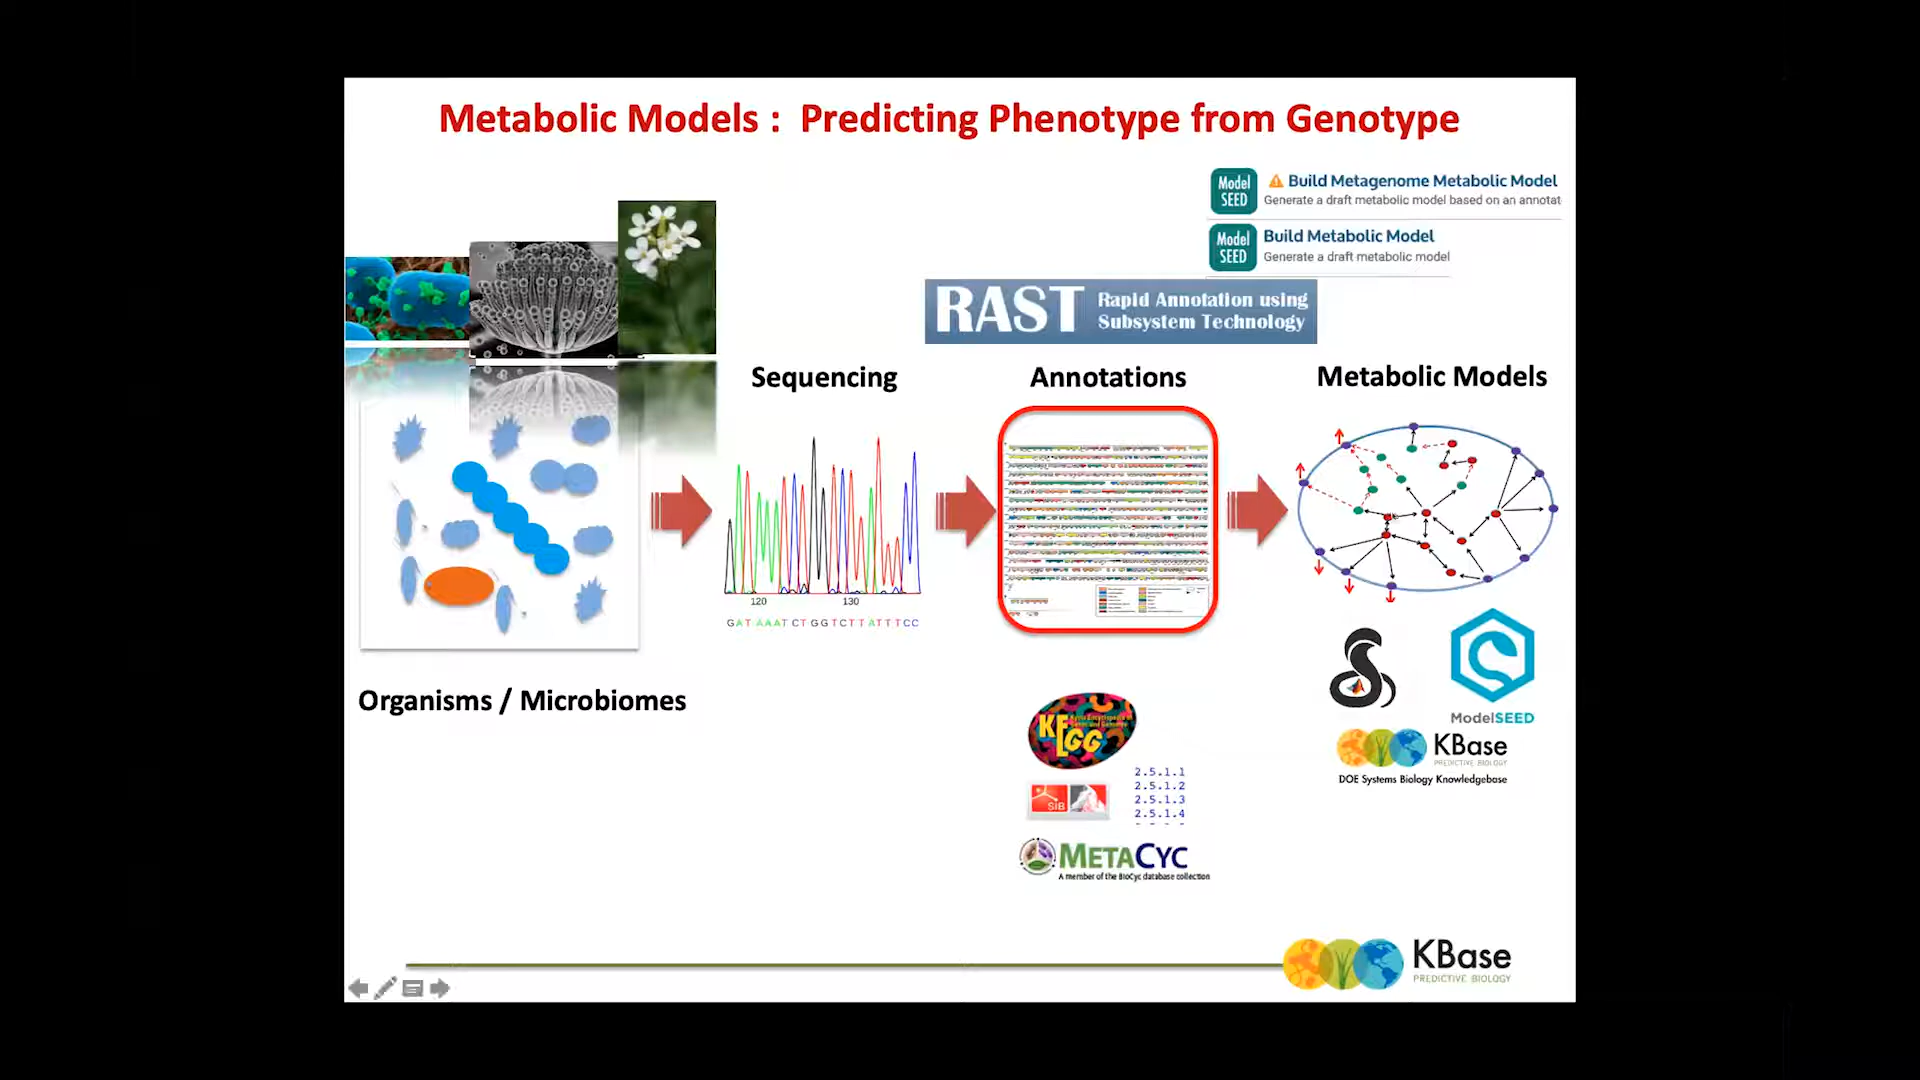 Metabolic Models : Predicting Phenotype from Genotype
Model SEED
Build Metagenome Metabolic Model
Generate a draft metabolic model based on an annotat
Model SEED
Build Metabolic Model
Generate a draft metabolic model
RAST
Rapid Annotation using
Subsystem Technology
Sequencing
Annotations
Metabolic Models
120 130
GATAAATCTGGTCTTATTTCC
Organisms / Microbiomes
KEGG
SIB
2.5.1.1
2.5.1.2
2.5.1.3
2.5.1.4
METACYC
A member of the BioCyc database collection
ModelSEED
KBase
PREDICTIVE BIOLOGY
DOE Systems Biology Knowledgebase
KBase
PREDICTIVE BIOLOGY